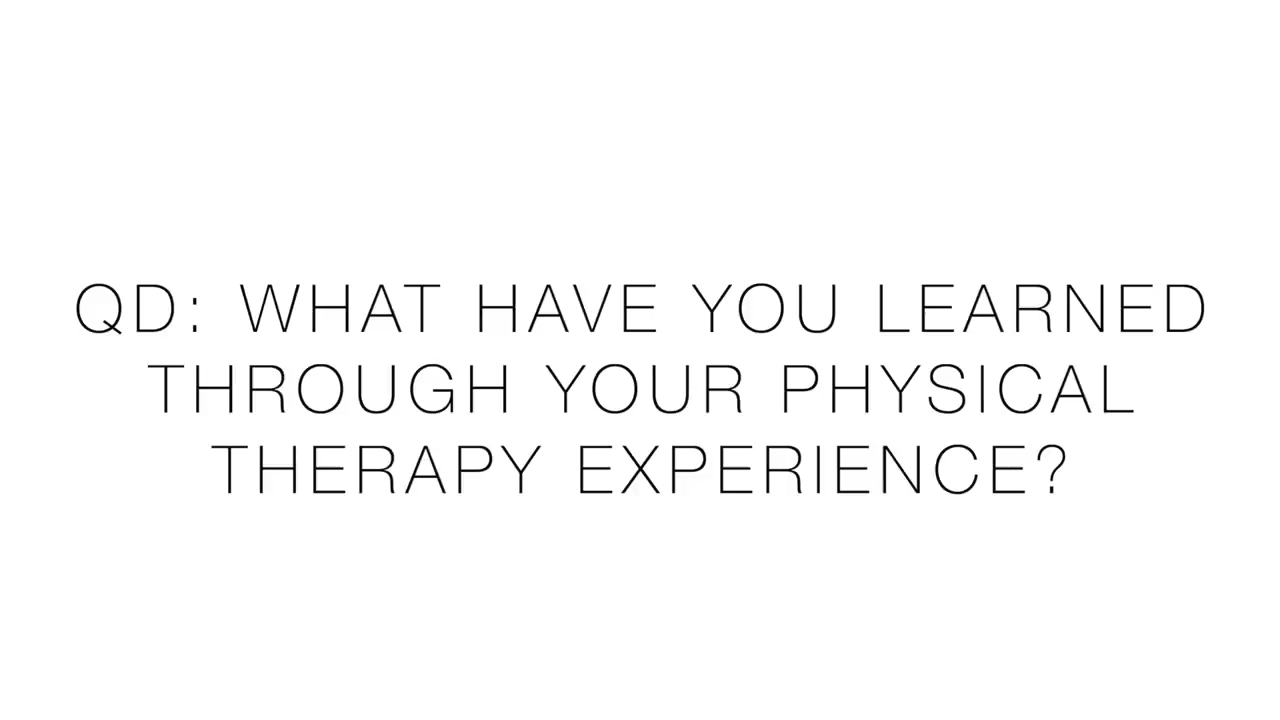 QD: WHAT HAVE YOU LEARNED
THROUGH YOUR PHYSICAL
THERAPY EXPERIENCE?